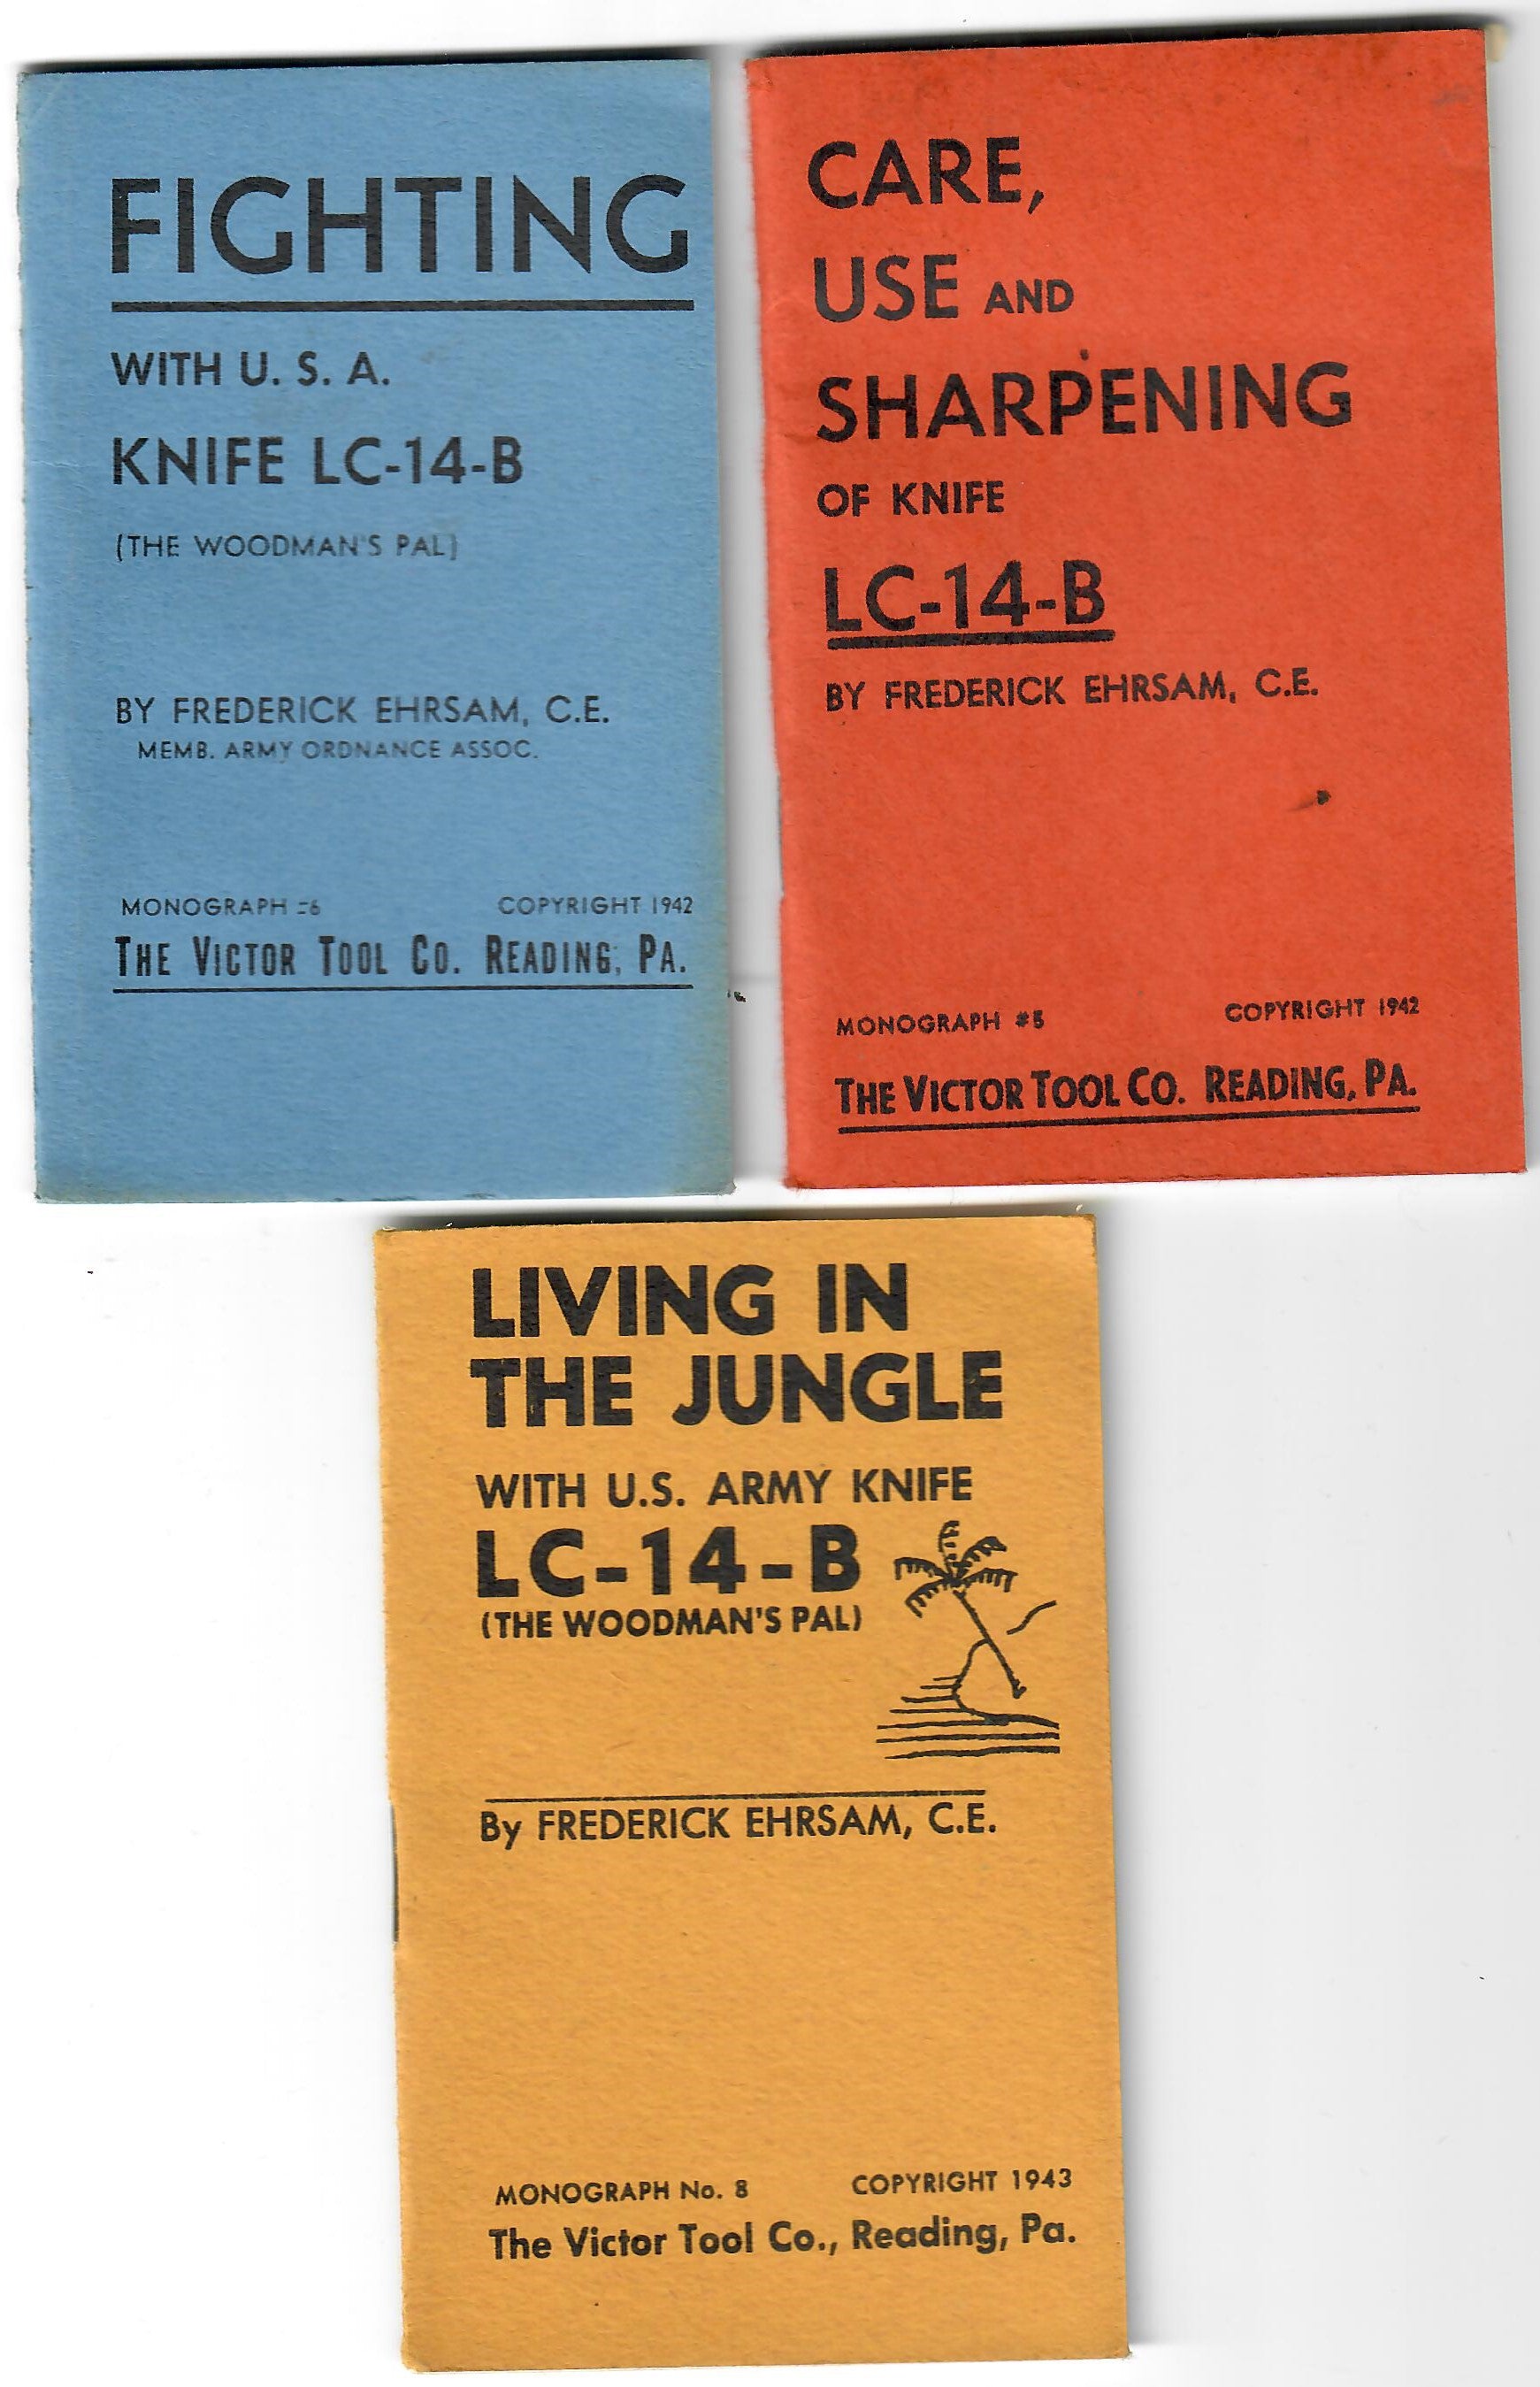 FIGHTING
WITH U. S. A.
KNIFE LC-14-B
(THE WOODMAN'S PAL)
BY FREDERICK EHRSAM, C.E.
MEMB. ARMY ORDNANCE ASSOC.
MONOGRAPH #6 COPYRIGHT 1942
THE VICTOR TOOL CO. READING, PA.
CARE,
USE AND
SHARPENING
OF KNIFE
LC-14-B
BY FREDERICK EHRSAM, C.E.
MONOGRAPH #5 COPYRIGHT 1942
THE VICTOR TOOL CO. READING, PA.
LIVING IN
THE JUNGLE
WITH U.S. ARMY KNIFE
LC-14-B
(THE WOODMAN'S PAL)
By FREDERICK EHRSAM, C.E.
MONOGRAPH No. 8 COPYRIGHT 1943
The Victor Tool Co., Reading, Pa.